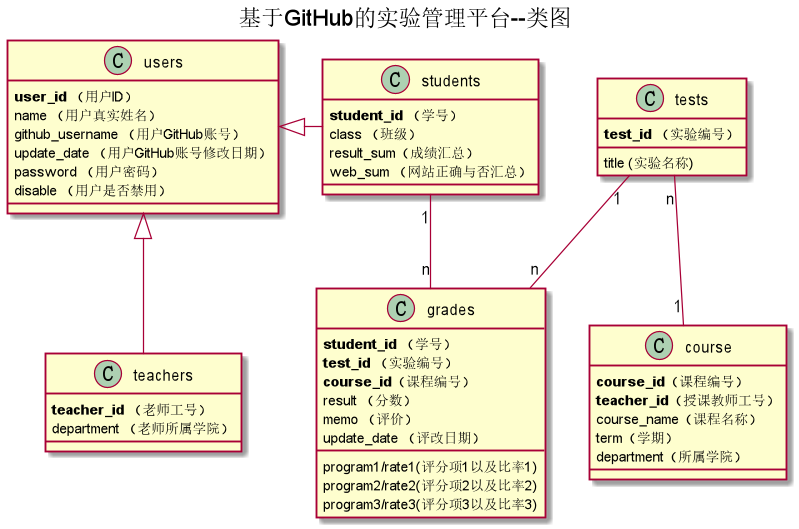 基于GitHub的实验管理平台--类图
C users
user_id （用户ID）
name （用户真实姓名）
github_username （用户GitHub账号）
update_date （用户GitHub账号修改日期）
password （用户密码）
disable （用户是否禁用）
C students
student_id （学号）
class （班级）
result_sum（成绩汇总）
web_sum （网站正确与否汇总）
C tests
test_id （实验编号）
title (实验名称)
1
n
1
n
n
1
C teachers
teacher_id （老师工号）
department （老师所属学院）
C grades
student_id （学号）
test_id （实验编号）
course_id（课程编号）
result （分数）
memo （评价）
update_date （评改日期）
program1/rate1(评分项1以及比率1)
program2/rate2(评分项2以及比率2)
program3/rate3(评分项3以及比率3)
C course
course_id（课程编号）
teacher_id（授课教师工号）
course_name（课程名称）
term（学期）
department（所属学院）